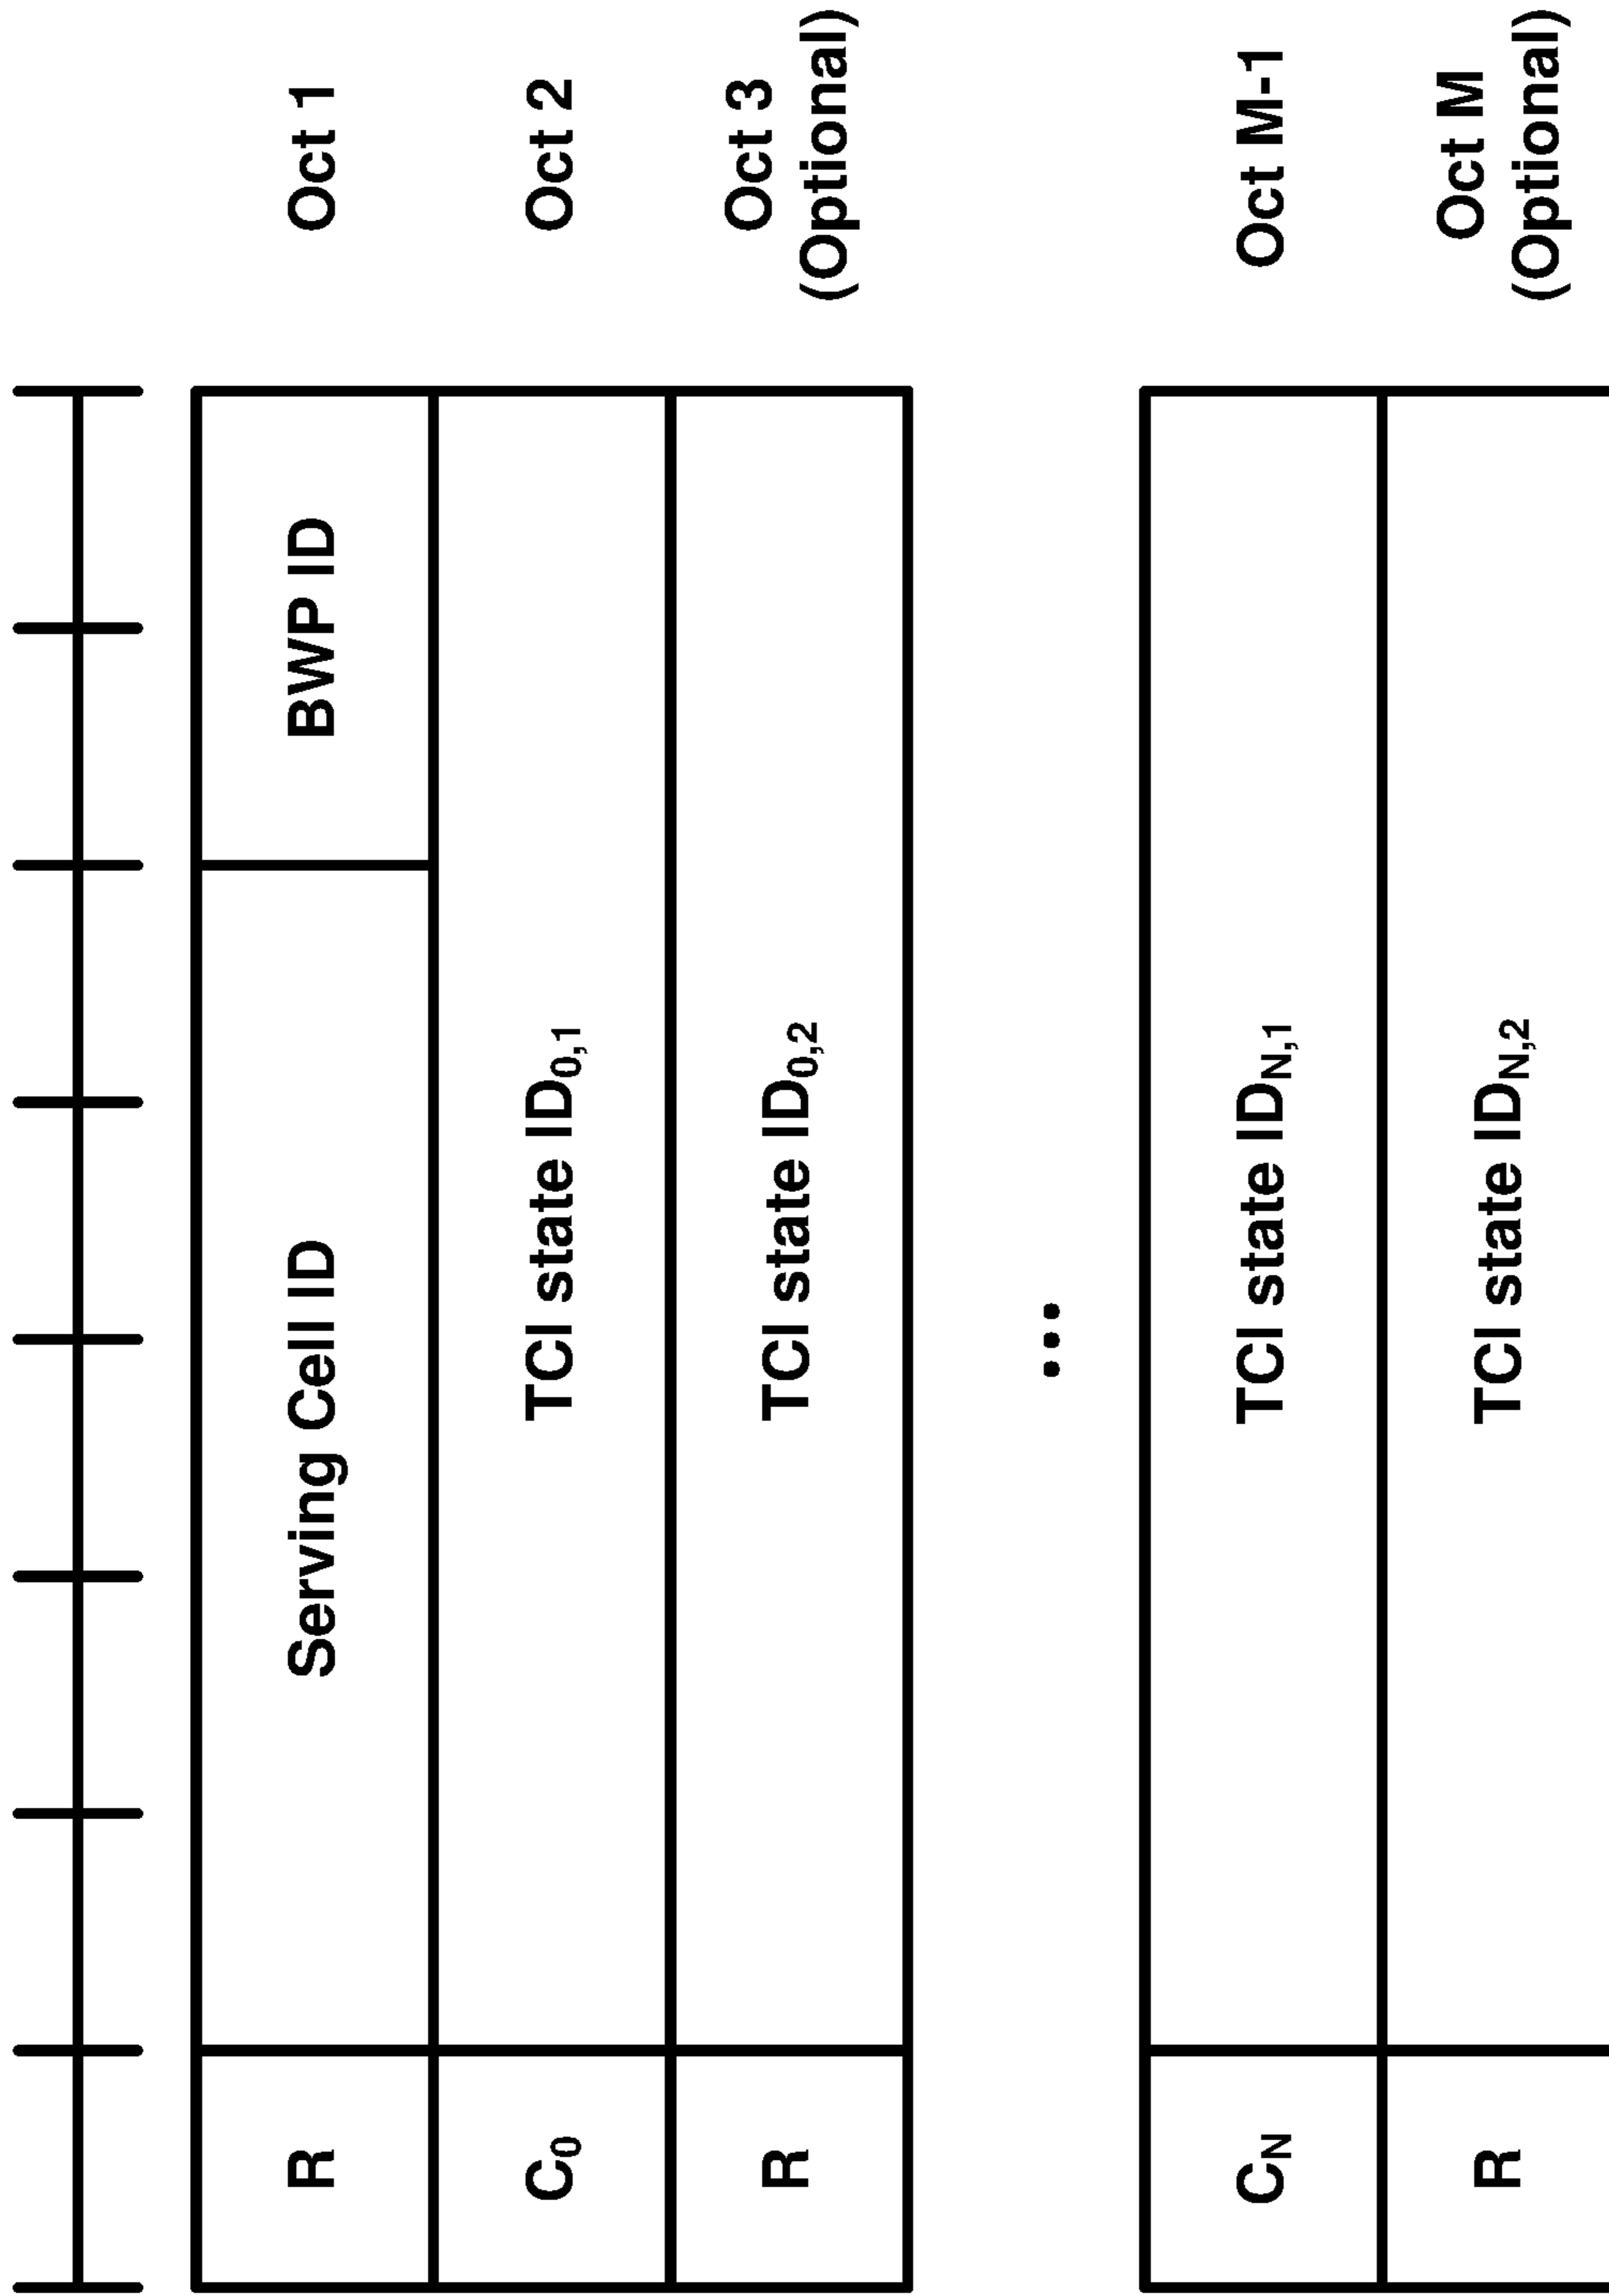 R Serving Cell ID BWP ID Oct 1
C0 TCI state ID0,1 Oct 2
R TCI state ID0,2 Oct 3
(Optional)
...
CN TCI state IDN,1 Oct M-1
R TCI state IDN,2 Oct M
(Optional)